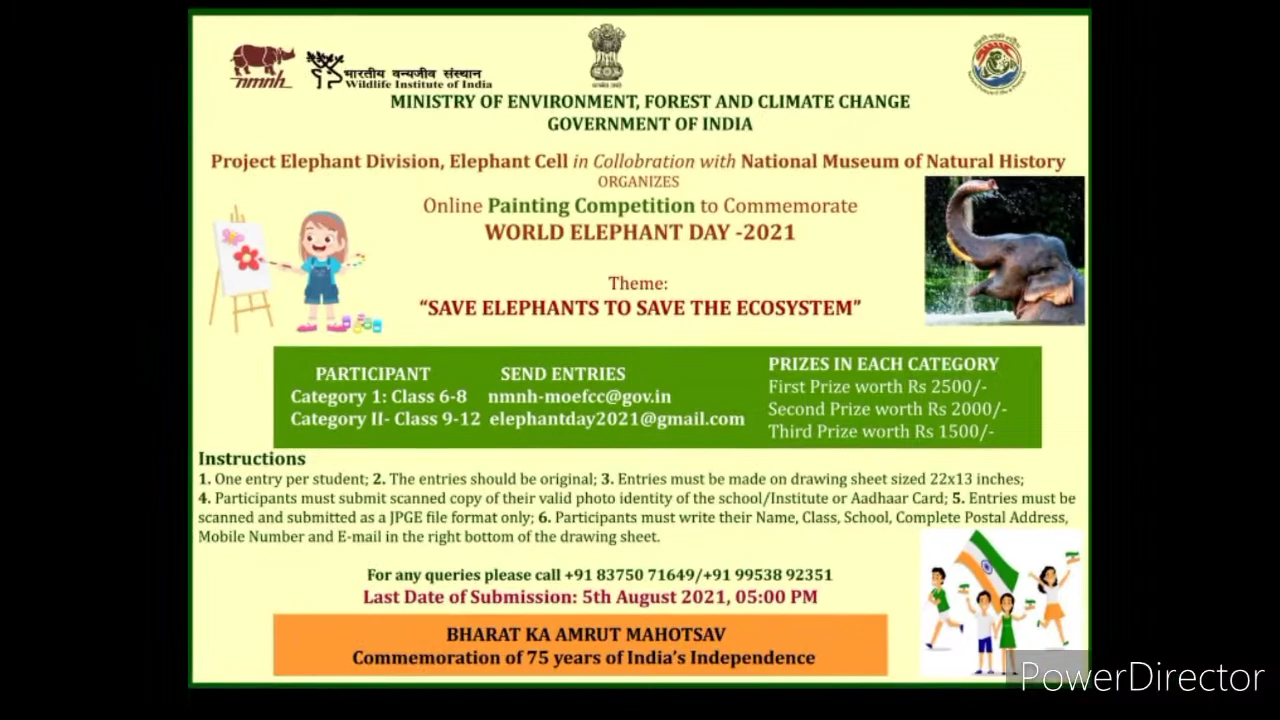 nmnh
भारतीय वन्यजीव संस्थान
Wildlife Institute of India
MINISTRY OF ENVIRONMENT, FOREST AND CLIMATE CHANGE
GOVERNMENT OF INDIA
Project Elephant Division, Elephant Cell in Collobration with National Museum of Natural History
ORGANIZES
Online Painting Competition to Commemorate
WORLD ELEPHANT DAY -2021
Theme:
“SAVE ELEPHANTS TO SAVE THE ECOSYSTEM”
PARTICIPANT SEND ENTRIES
Category 1: Class 6-8 nmnh-moefcc@gov.in
Category II- Class 9-12 elephantday2021@gmail.com
PRIZES IN EACH CATEGORY
First Prize worth Rs 2500/-
Second Prize worth Rs 2000/-
Third Prize worth Rs 1500/-
Instructions
1. One entry per student; 2. The entries should be original; 3. Entries must be made on drawing sheet sized 22x13 inches;
4. Participants must submit scanned copy of their valid photo identity of the school/Institute or Aadhaar Card; 5. Entries must be
scanned and submitted as a JPGE file format only; 6. Participants must write their Name, Class, School, Complete Postal Address,
Mobile Number and E-mail in the right bottom of the drawing sheet.
For any queries please call +91 83750 71649/+91 99538 92351
Last Date of Submission: 5th August 2021, 05:00 PM
BHARAT KA AMRUT MAHOTSAV
Commemoration of 75 years of India’s Independence
PowerDirector